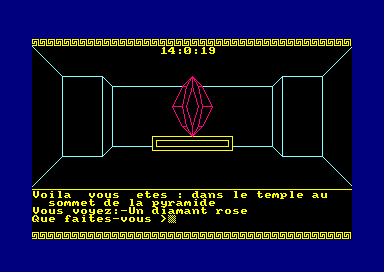 14:0:19
Voila vous etes : dans le temple au
sommet de la pyramide
Vous voyez:-Un diamant rose
Que faites-vous >